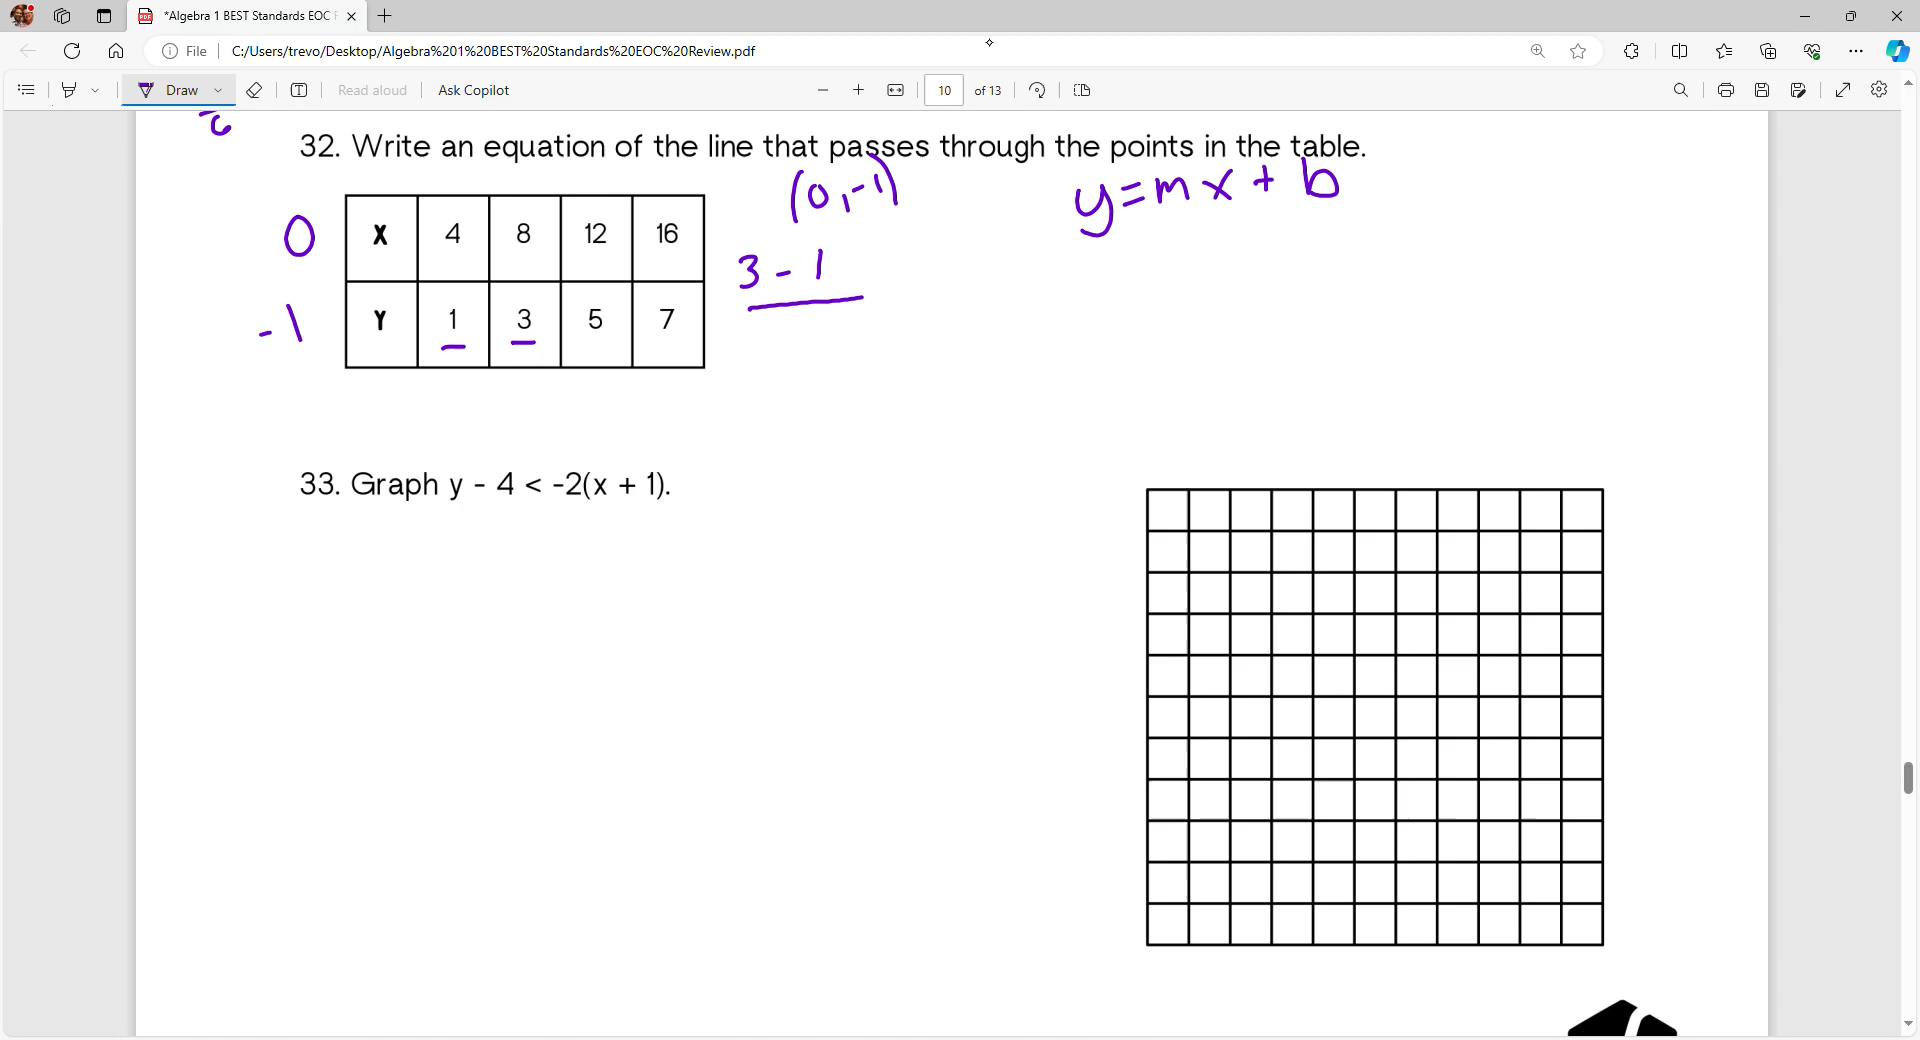 *Algebra 1 BEST Standards EOC
File C:/Users/trevo/Desktop/Algebra%201%20BEST%20Standards%20EOC%20Review.pdf
Draw Read aloud Ask Copilot 10 of 13
6
32. Write an equation of the line that passes through the points in the table.
(0,-1) y=mx+b
0 X 4 8 12 16
3 - 1
-1 Y 1 3 5 7
33. Graph y - 4 < -2(x + 1).